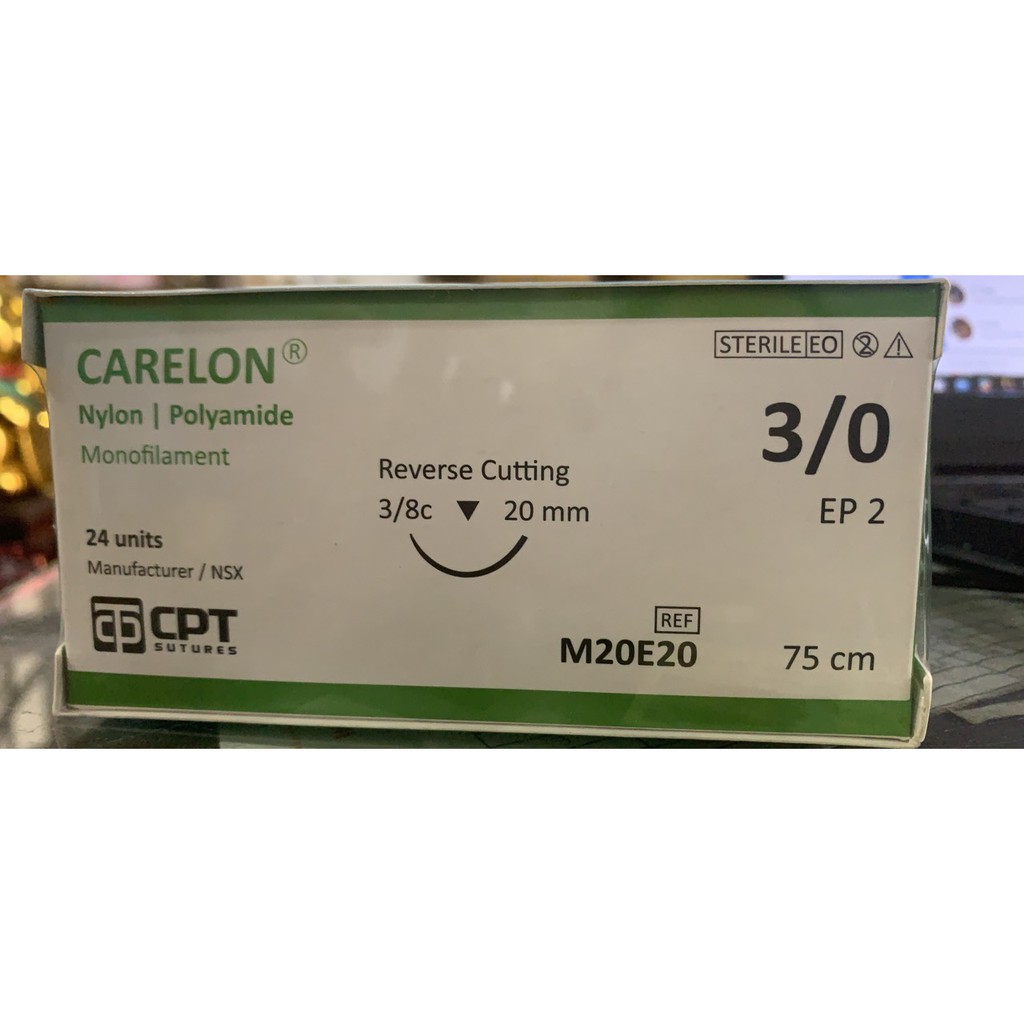 CARELON®
Nylon | Polyamide
Monofilament
24 units
Manufacturer / NSX
CPT
SUTURES
Reverse Cutting
3/8c ▼ 20 mm
STERILE EO
2
3/0
EP 2
REF
M20E20
75 cm